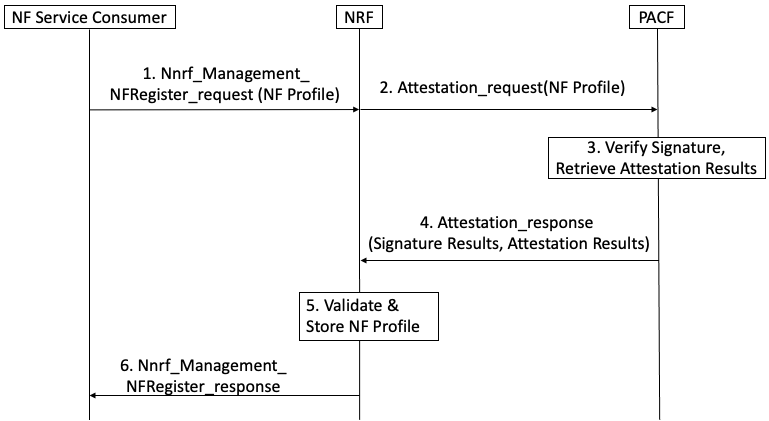 NF Service Consumer
NRF
PACF
1. Nnrf_Management_
NFRegister_request (NF Profile)
2. Attestation_request(NF Profile)
3. Verify Signature,
Retrieve Attestation Results
4. Attestation_response
(Signature Results, Attestation Results)
5. Validate &
Store NF Profile
6. Nnrf_Management_
NFRegister_response